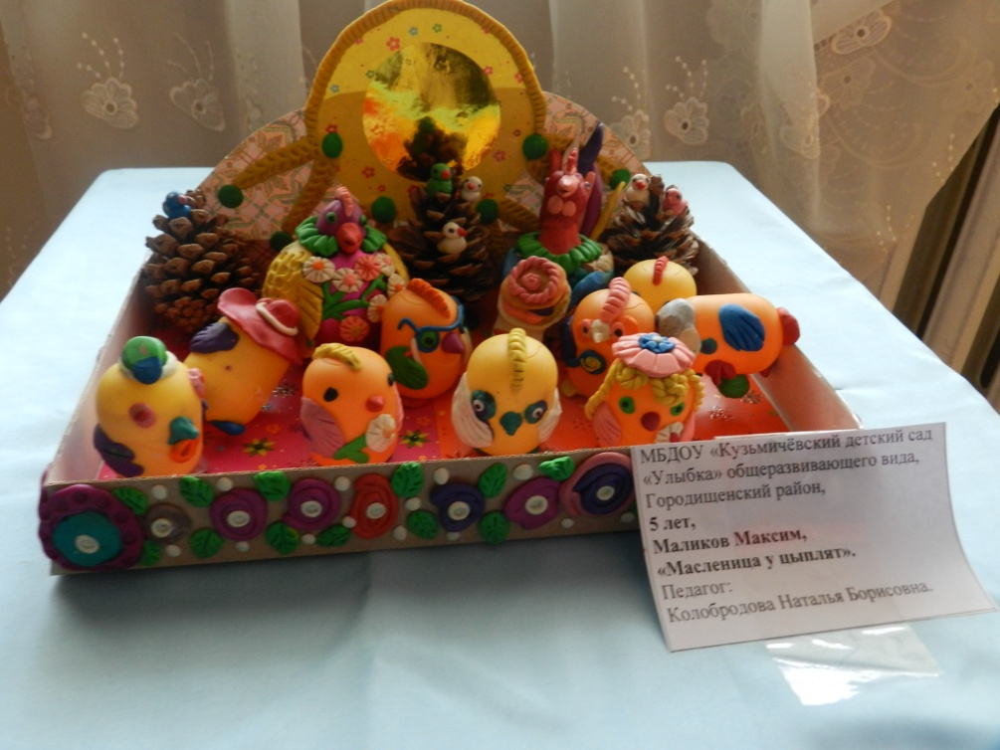 МБДОУ «Кузьмичёвский детский сад
«Улыбка» общеразвивающего вида,
Городищенский район,
5 лет,
Маликов Максим,
«Масленица у цыплят».
Педагог:
Колобродова Наталья Борисовна.